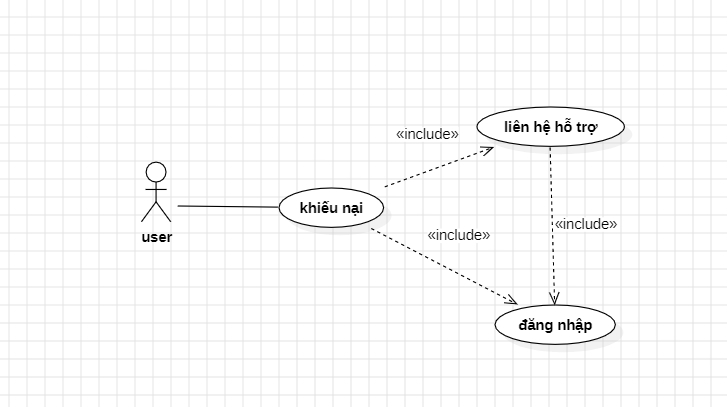 liên hệ hỗ trợ
«include»
khiếu nại
user
«include»
«include»
đăng nhập